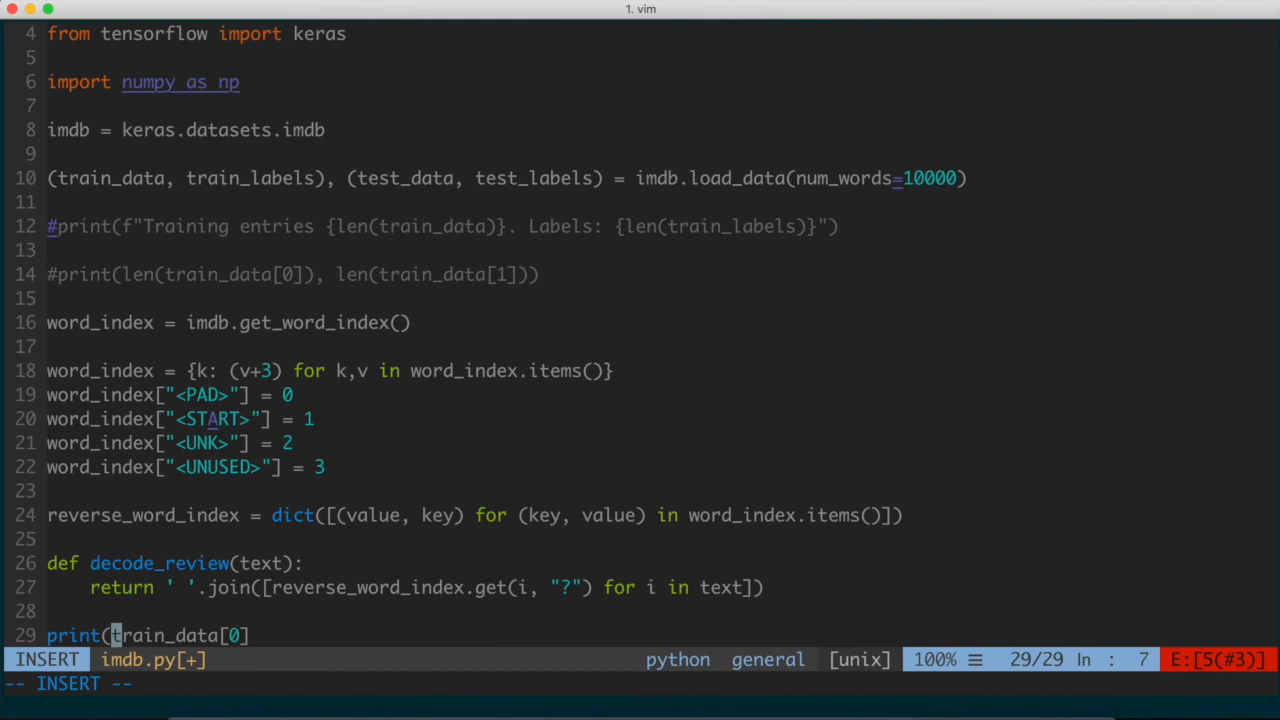 1. vim
4 from tensorflow import keras
5
6 import numpy as np
7
8 imdb = keras.datasets.imdb
9
10 (train_data, train_labels), (test_data, test_labels) = imdb.load_data(num_words=10000)
11
12 #print(f"Training entries {len(train_data)}. Labels: {len(train_labels)}")
13
14 #print(len(train_data[0]), len(train_data[1]))
15
16 word_index = imdb.get_word_index()
17
18 word_index = {k: (v+3) for k,v in word_index.items()}
19 word_index["<PAD>"] = 0
20 word_index["<START>"] = 1
21 word_index["<UNK>"] = 2
22 word_index["<UNUSED>"] = 3
23
24 reverse_word_index = dict([(value, key) for (key, value) in word_index.items()])
25
26 def decode_review(text):
27     return ' '.join([reverse_word_index.get(i, "?") for i in text])
28
29 print(train_data[0]
INSERT imdb.py[+] python general [unix] 100% ☰ 29/29 ln : 7 E:[5(#3)]
-- INSERT --